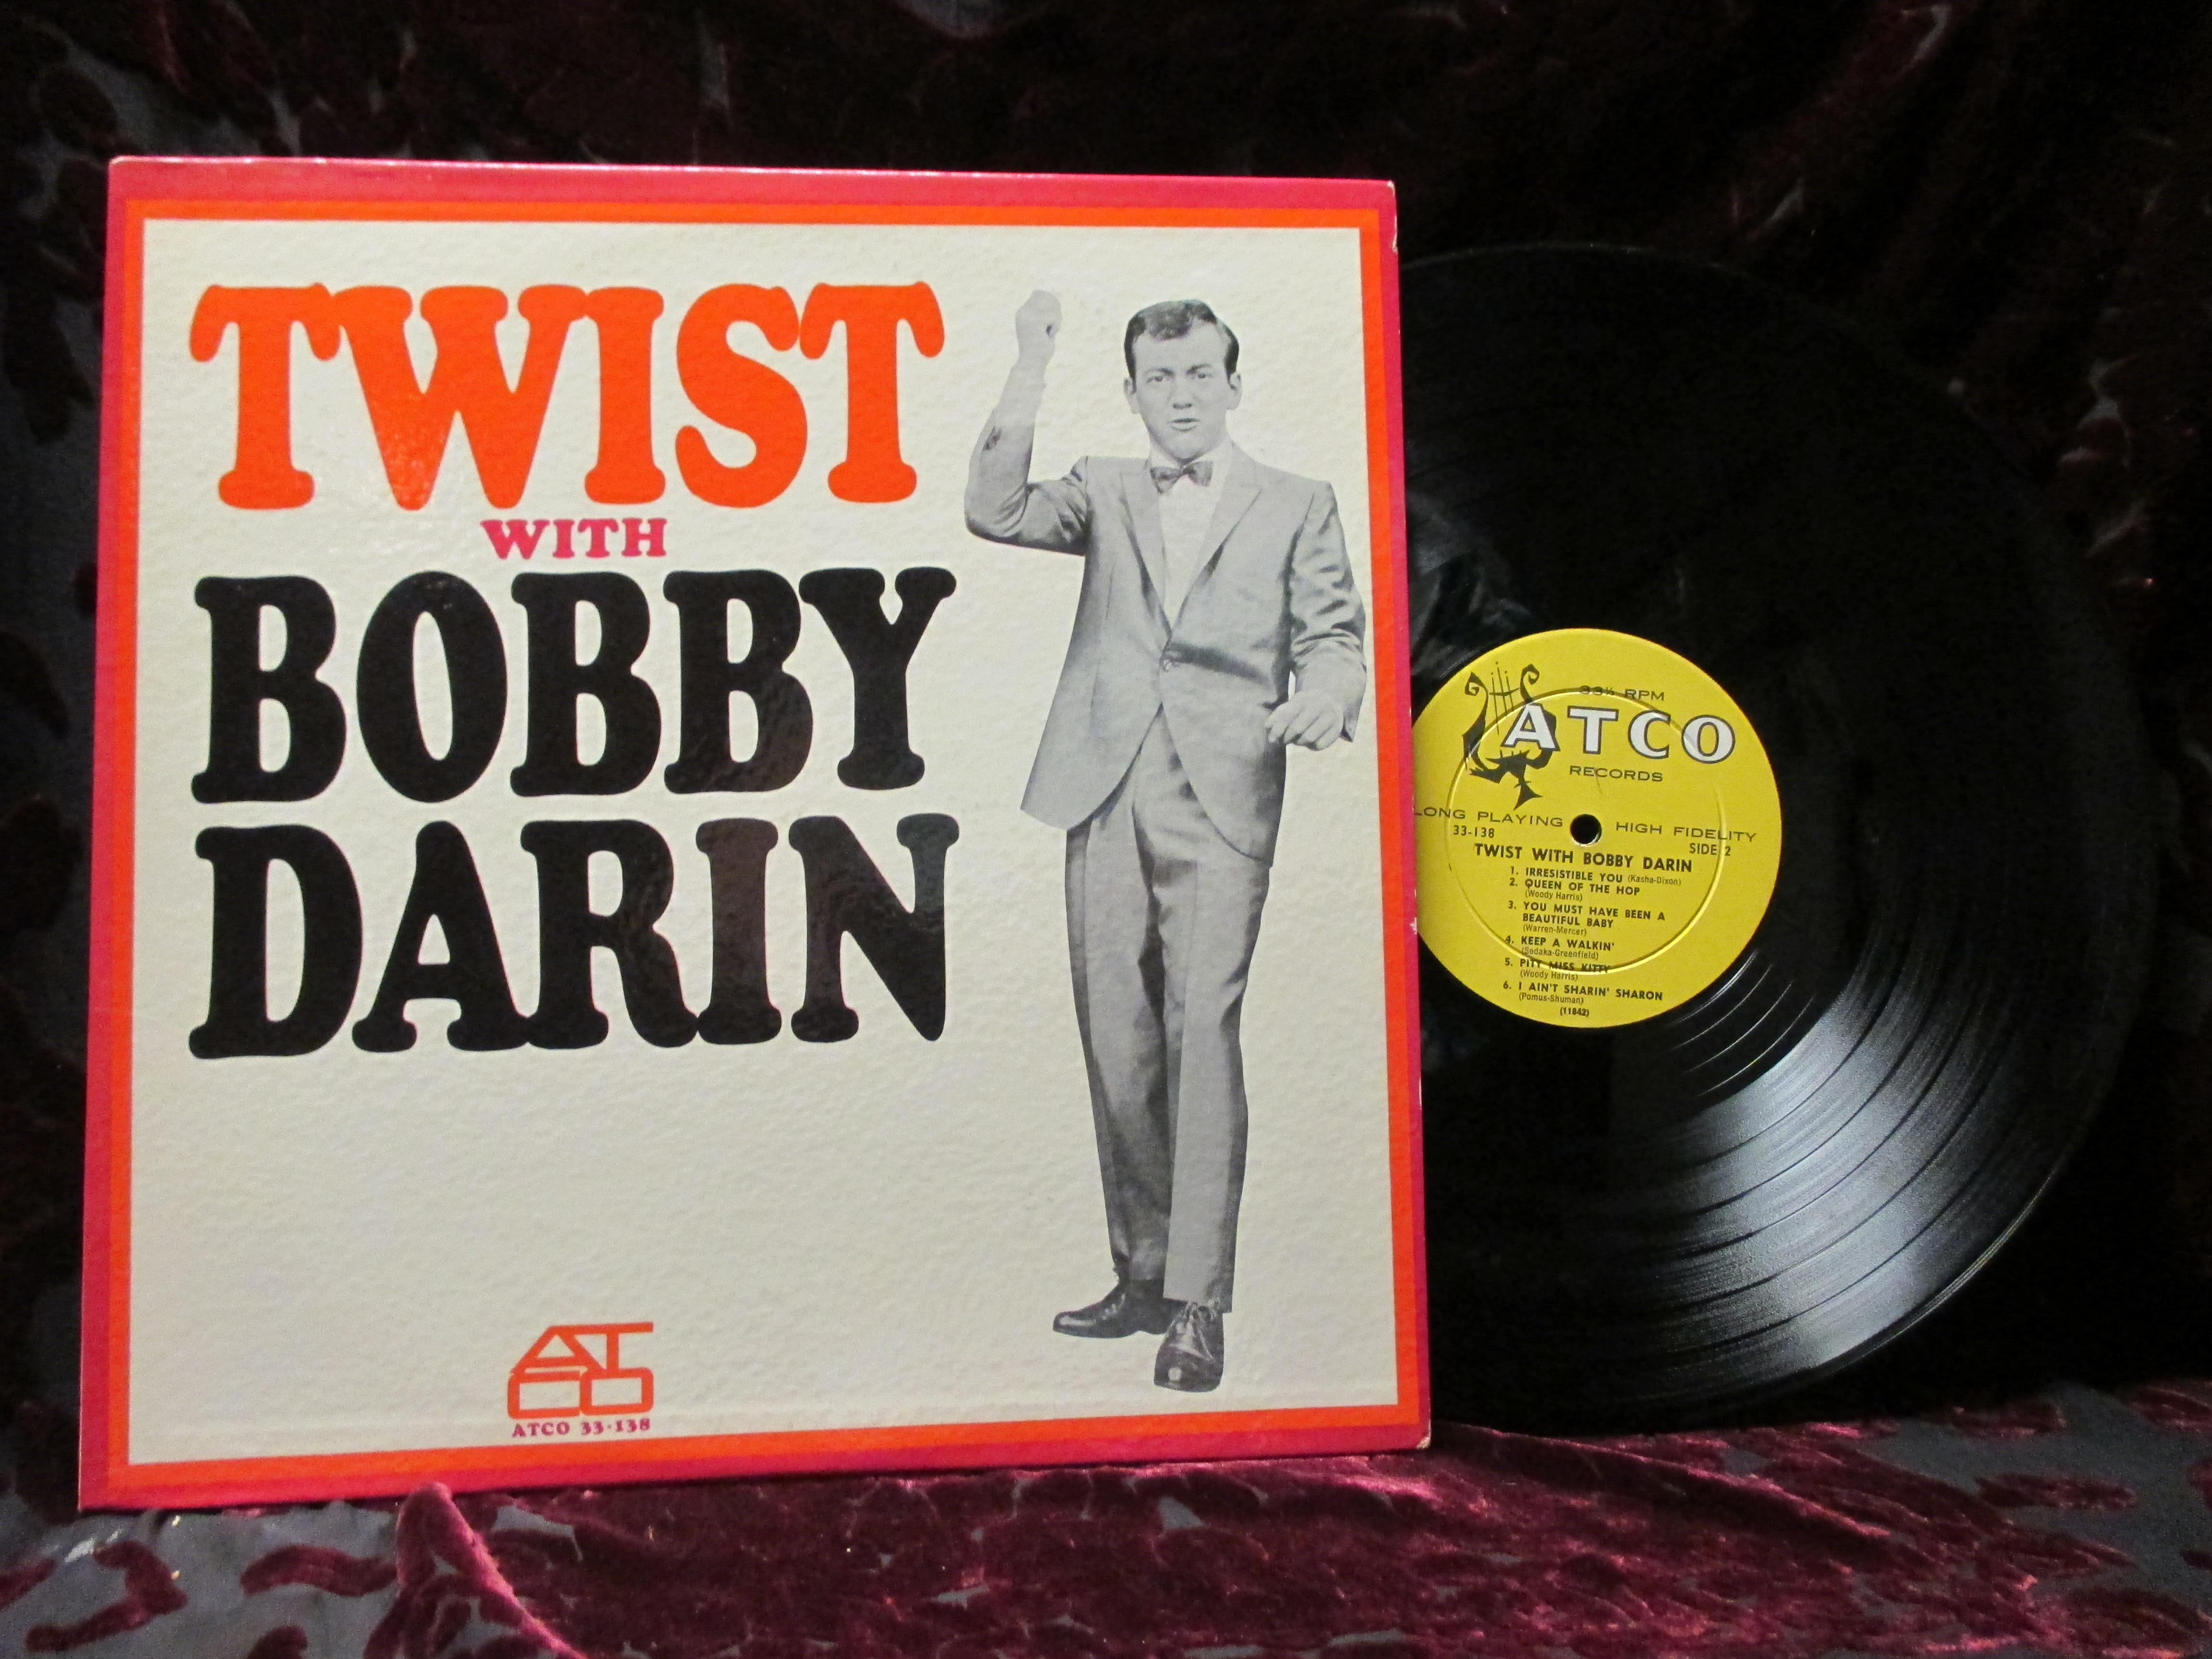 TWIST
WITH
BOBBY
DARIN
ATCO
ATCO 33-138
33⅓ RPM
ATCO
RECORDS
LONG PLAYING HIGH FIDELITY
33-138 SIDE 2
TWIST WITH BOBBY DARIN
1. IRRESISTIBLE YOU (Kasha-Dixon)
2. QUEEN OF THE HOP
(Woody Harris)
3. YOU MUST HAVE BEEN A
BEAUTIFUL BABY
(Warren-Mercer)
4. KEEP A WALKIN'
(Sedaka-Greenfield)
5. PITY MISS KITTY
(Woody Harris)
6. I AIN'T SHARIN' SHARON
(Pomus-Shuman)
(11842)